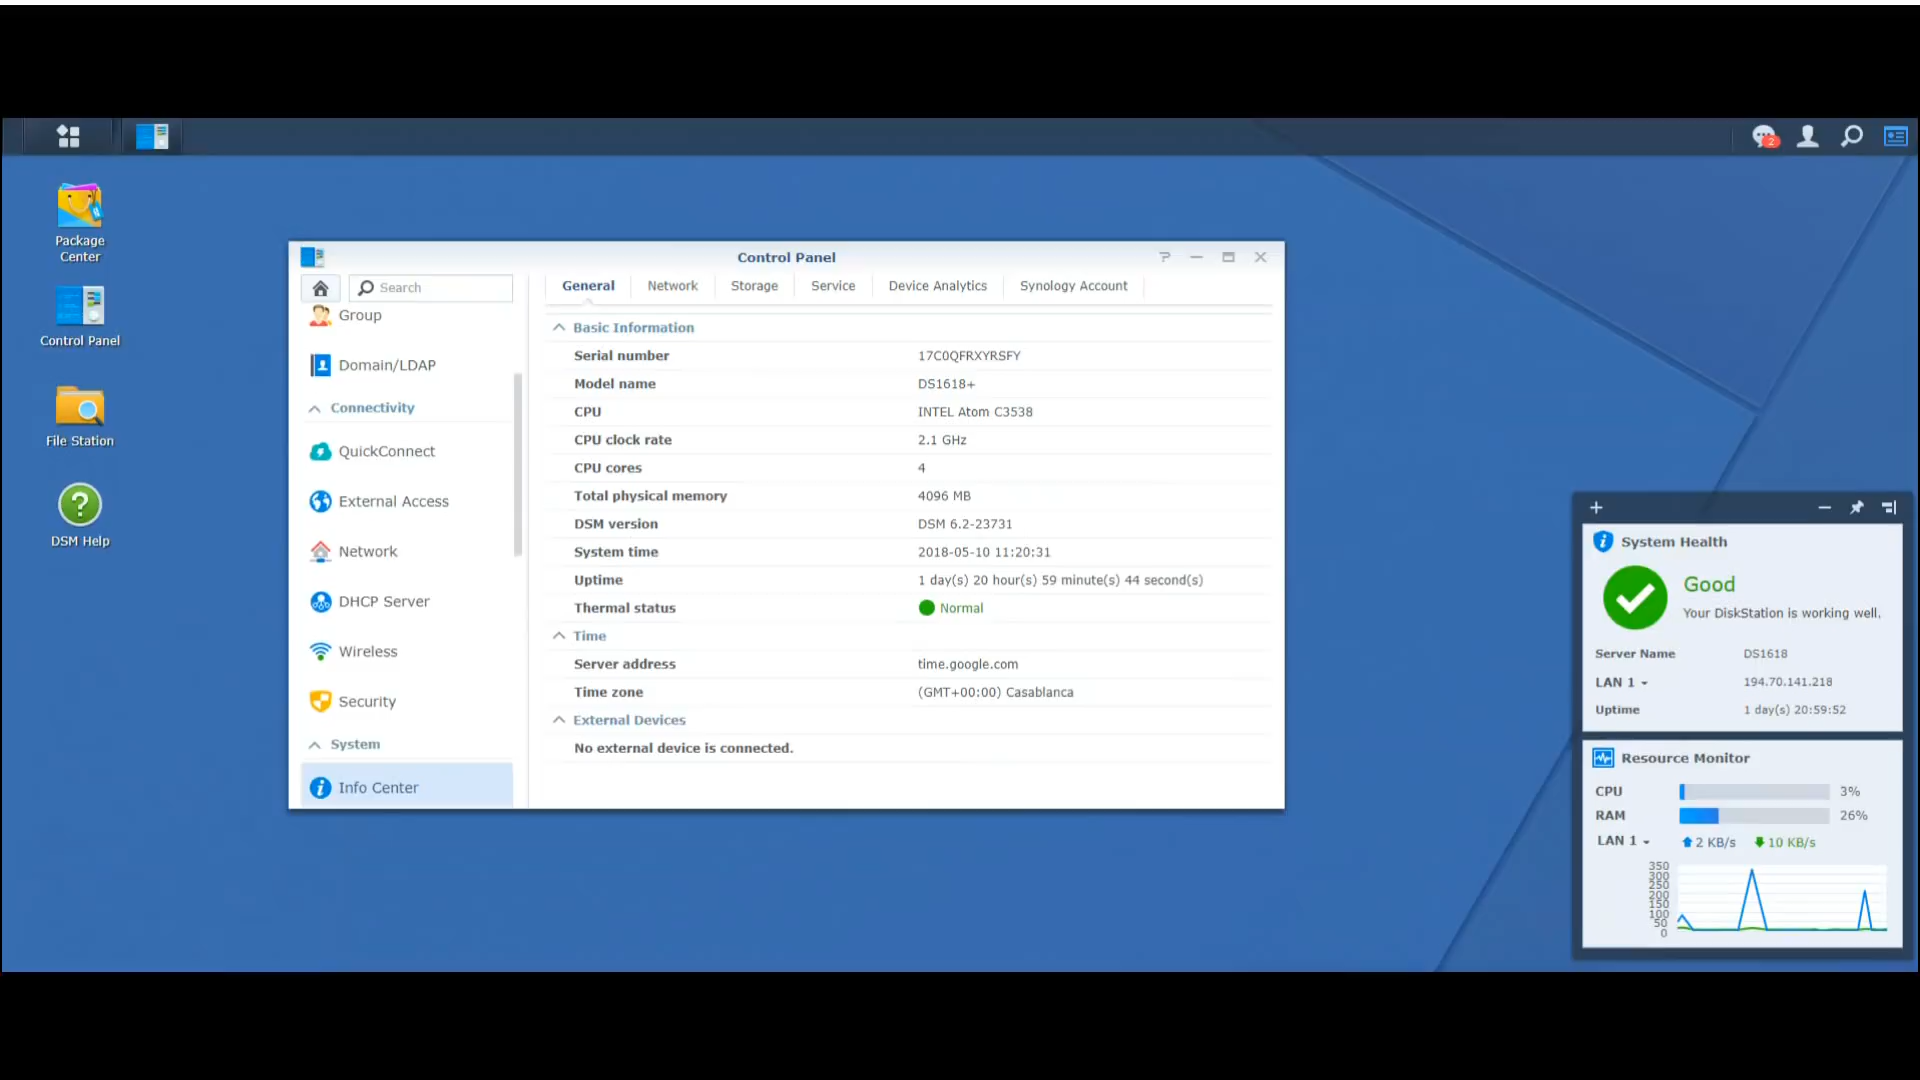 2
Package
Center
Control Panel
File Station
DSM Help
Control Panel
Search
Group
Domain/LDAP
Connectivity
QuickConnect
External Access
Network
DHCP Server
Wireless
Security
System
Info Center
General Network Storage Service Device Analytics Synology Account
Basic Information
Serial number 17C0QFRXYRSFY
Model name DS1618+
CPU INTEL Atom C3538
CPU clock rate 2.1 GHz
CPU cores 4
Total physical memory 4096 MB
DSM version DSM 6.2-23731
System time 2018-05-10 11:20:31
Uptime 1 day(s) 20 hour(s) 59 minute(s) 44 second(s)
Thermal status Normal
Time
Server address time.google.com
Time zone (GMT+00:00) Casablanca
External Devices
No external device is connected.
System Health
Good
Your DiskStation is working well.
Server Name DS1618
LAN 1 194.70.141.218
Uptime 1 day(s) 20:59:52
Resource Monitor
CPU 3%
RAM 26%
LAN 1 2 KB/s 10 KB/s
350
300
250
200
150
100
50
0